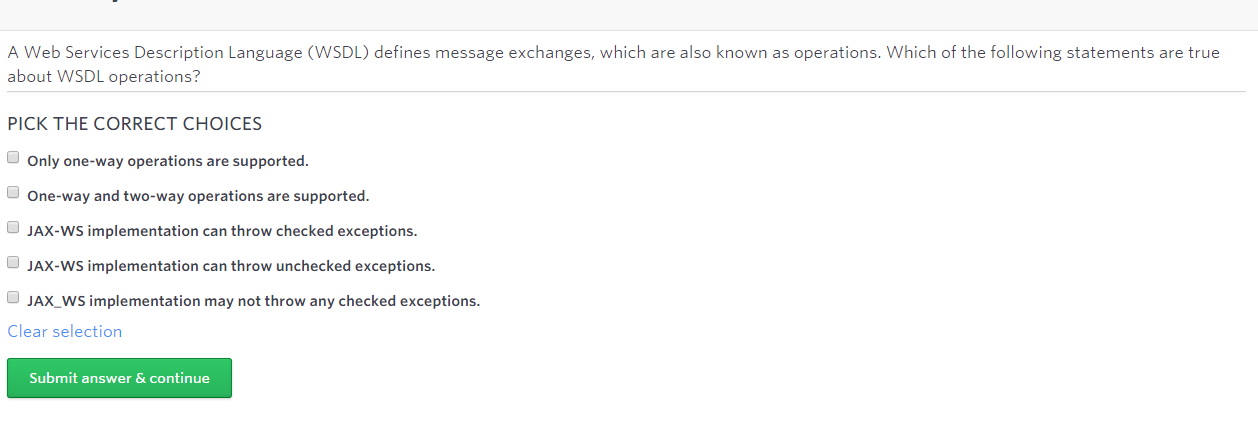 A Web Services Description Language (WSDL) defines message exchanges, which are also known as operations. Which of the following statements are true
about WSDL operations?
PICK THE CORRECT CHOICES
Only one-way operations are supported.
One-way and two-way operations are supported.
JAX-WS implementation can throw checked exceptions.
JAX-WS implementation can throw unchecked exceptions.
JAX_WS implementation may not throw any checked exceptions.
Clear selection
Submit answer & continue